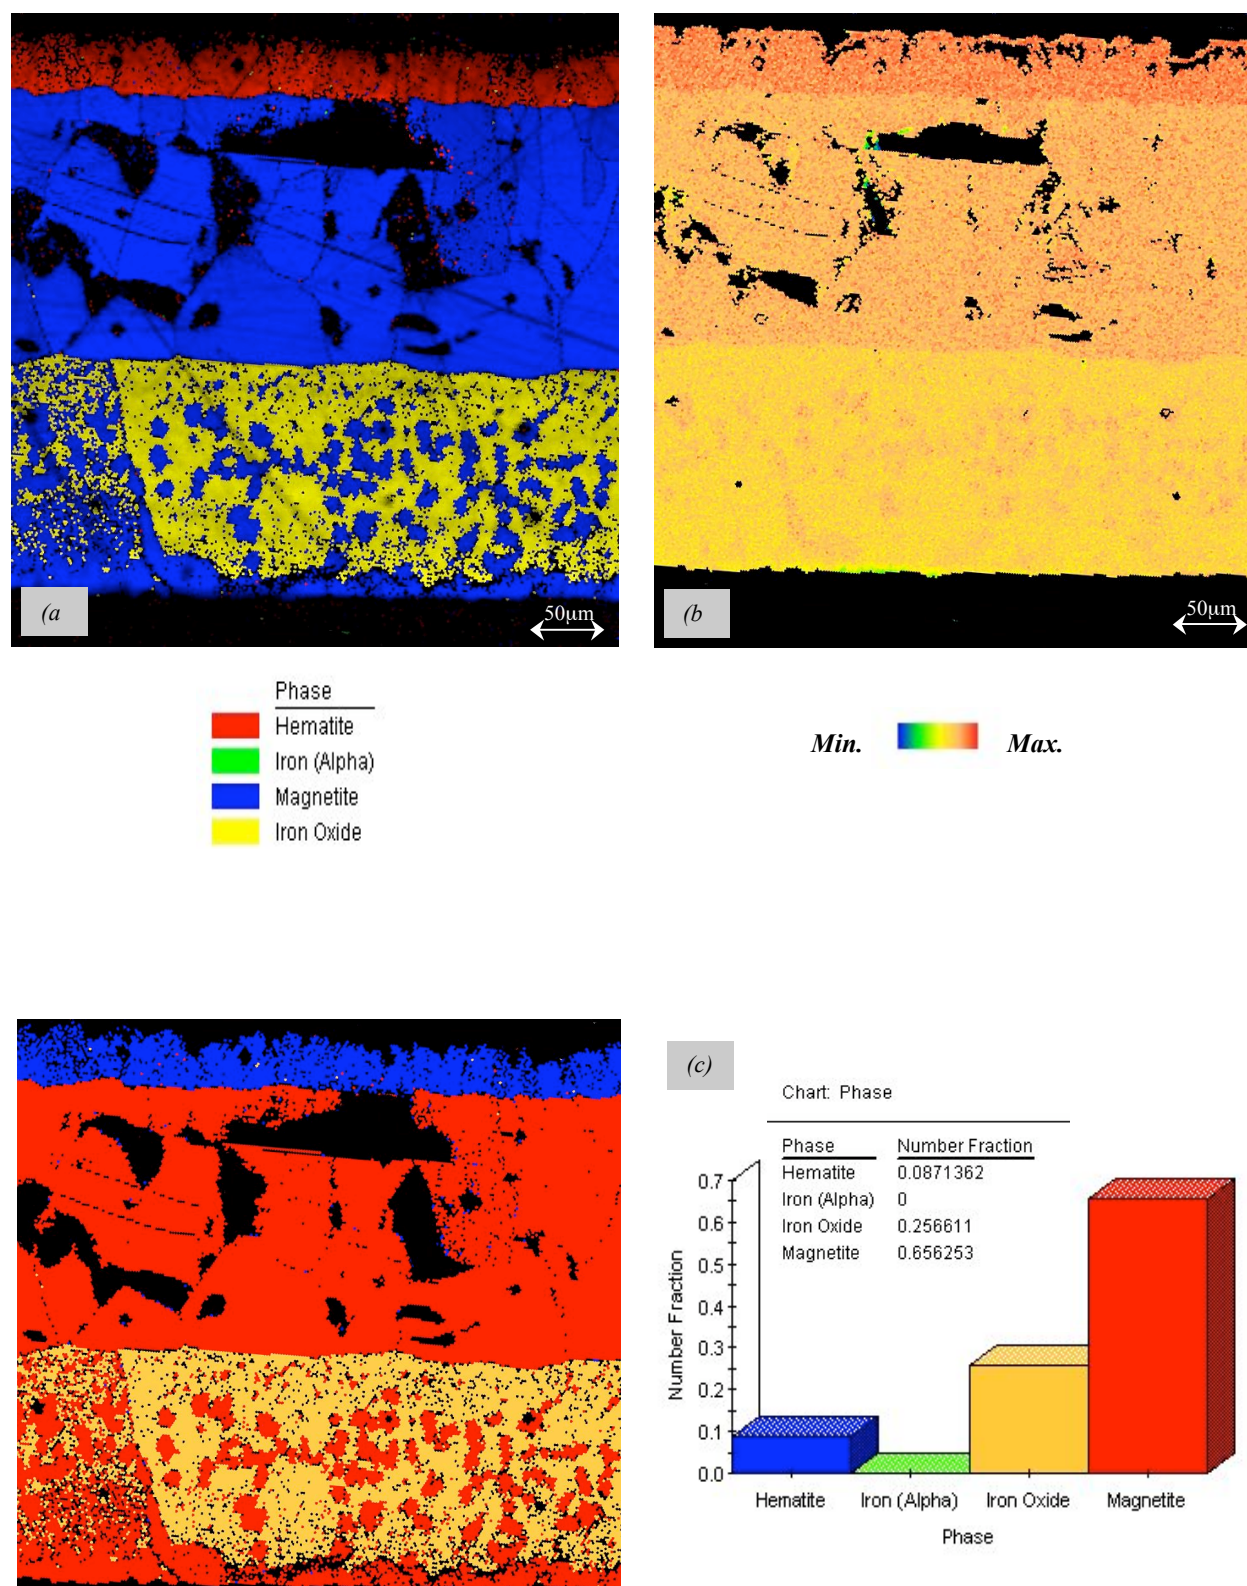 (a
50µm
(b)
50µm
Phase
Hematite
Iron (Alpha)
Magnetite
Iron Oxide
Min.
Max.
(c)
Chart: Phase
Phase Number Fraction
Hematite 0.0871362
Iron (Alpha) 0
Iron Oxide 0.256611
Magnetite 0.656253
0.7
0.6
0.5
0.4
0.3
0.2
0.1
0.0
Number Fraction
Hematite Iron (Alpha) Iron Oxide Magnetite
Phase